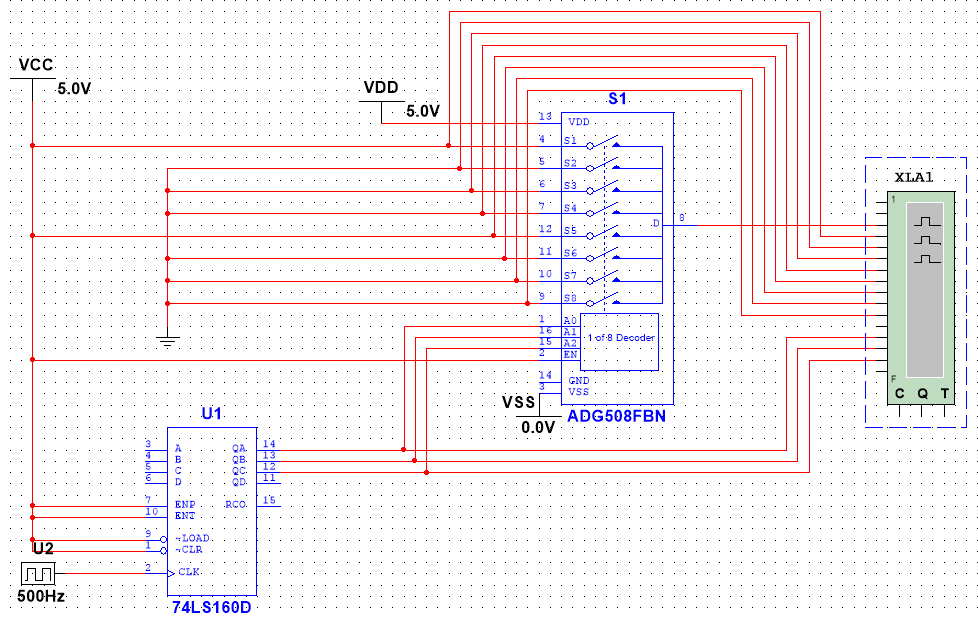 VCC
5.0V
VDD
5.0V
S1
13 VDD
4 S1
5 S2
6 S3
7 S4
12 S5
11 S6
10 S7
9 S8
D 8
1 A0
16 A1
15 A2
2 EN
1 of 8 Decoder
14 GND
3 VSS
VSS
0.0V
ADG508FBN
XLA1
1
F
C Q T
U1
3 A QA 14
4 B QB 13
5 C QC 12
6 D QD 11
7 ENP RCO 15
10 ENT
9 ~LOAD
1 ~CLR
2 CLK
74LS160D
U2
500Hz